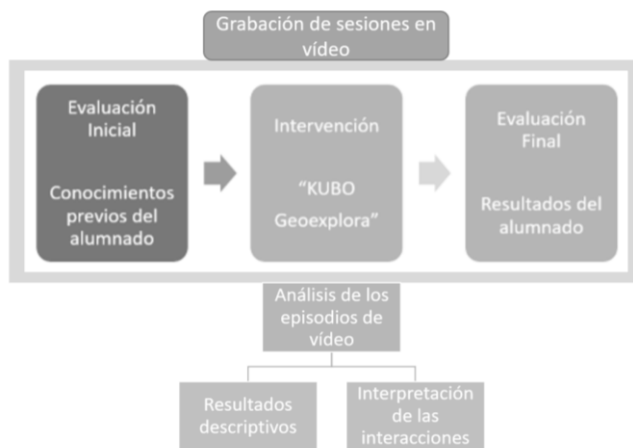 Grabación de sesiones en
vídeo
Evaluación
Inicial
Conocimientos
previos del
alumnado
Intervención
“KUBO
Geoexplora”
Evaluación
Final
Resultados del
alumnado
Análisis de los
episodios de
vídeo
Resultados
descriptivos
Interpretación
de las
interacciones